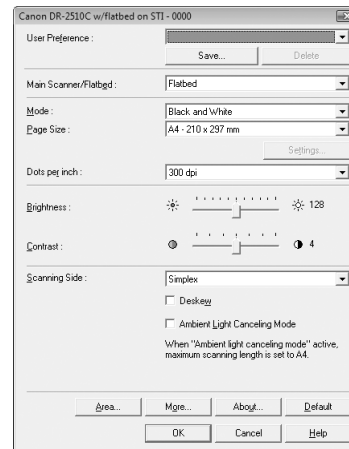 Canon DR-2510C w/flatbed on STI - 0000
User Preference :
Save... Delete
Main Scanner/Flatbed : Flatbed
Mode : Black and White
Page Size : A4 - 210 x 297 mm
Settings...
Dots per inch : 300 dpi
Brightness : 128
Contrast : 4
Scanning Side : Simplex
Deskew
Ambient Light Canceling Mode
When "Ambient light canceling mode" active,
maximum scanning length is set to A4.
Area... More... About... Default
OK Cancel Help